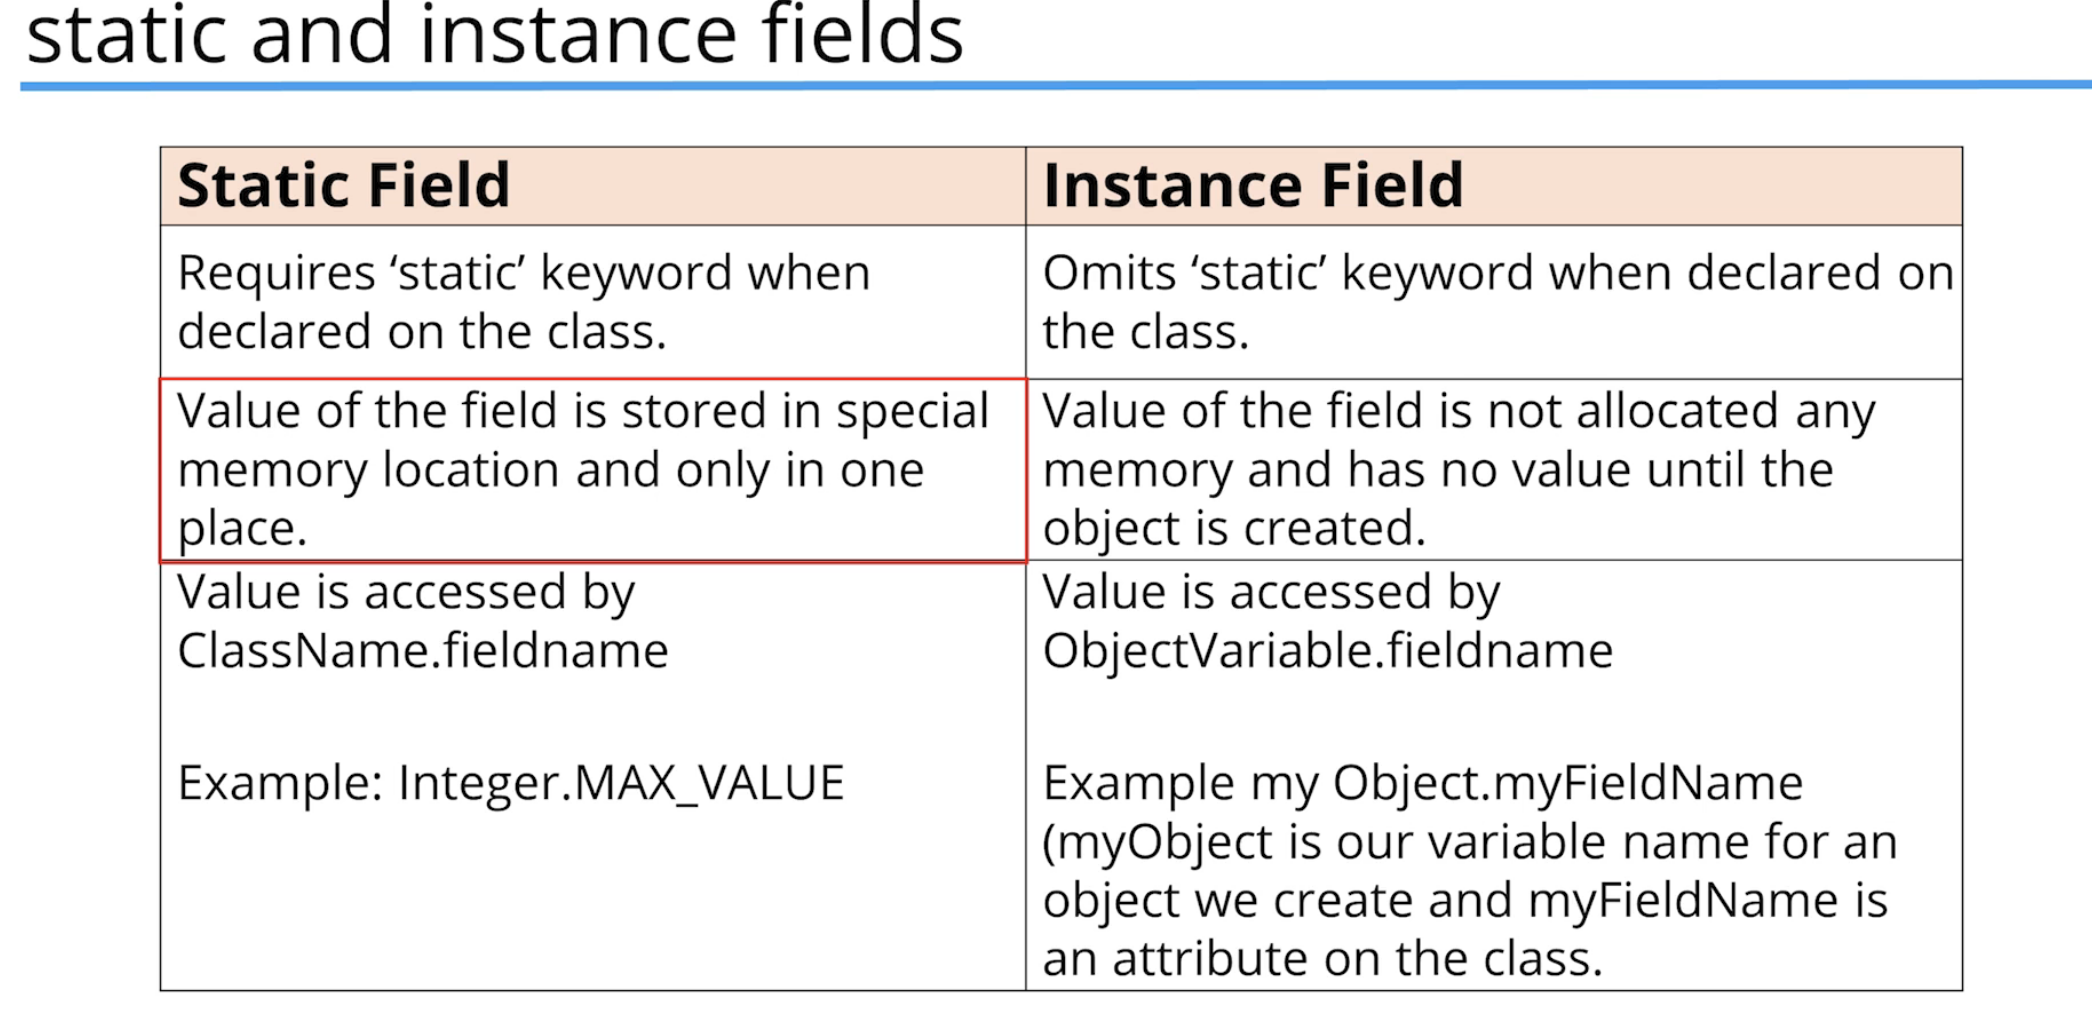 static and instance fields
Static Field
Instance Field
Requires ‘static’ keyword when
declared on the class.
Omits ‘static’ keyword when declared on
the class.
Value of the field is stored in special
memory location and only in one
place.
Value of the field is not allocated any
memory and has no value until the
object is created.
Value is accessed by
ClassName.fieldname
Example: Integer.MAX_VALUE
Value is accessed by
ObjectVariable.fieldname
Example my Object.myFieldName
(myObject is our variable name for an
object we create and myFieldName is
an attribute on the class.